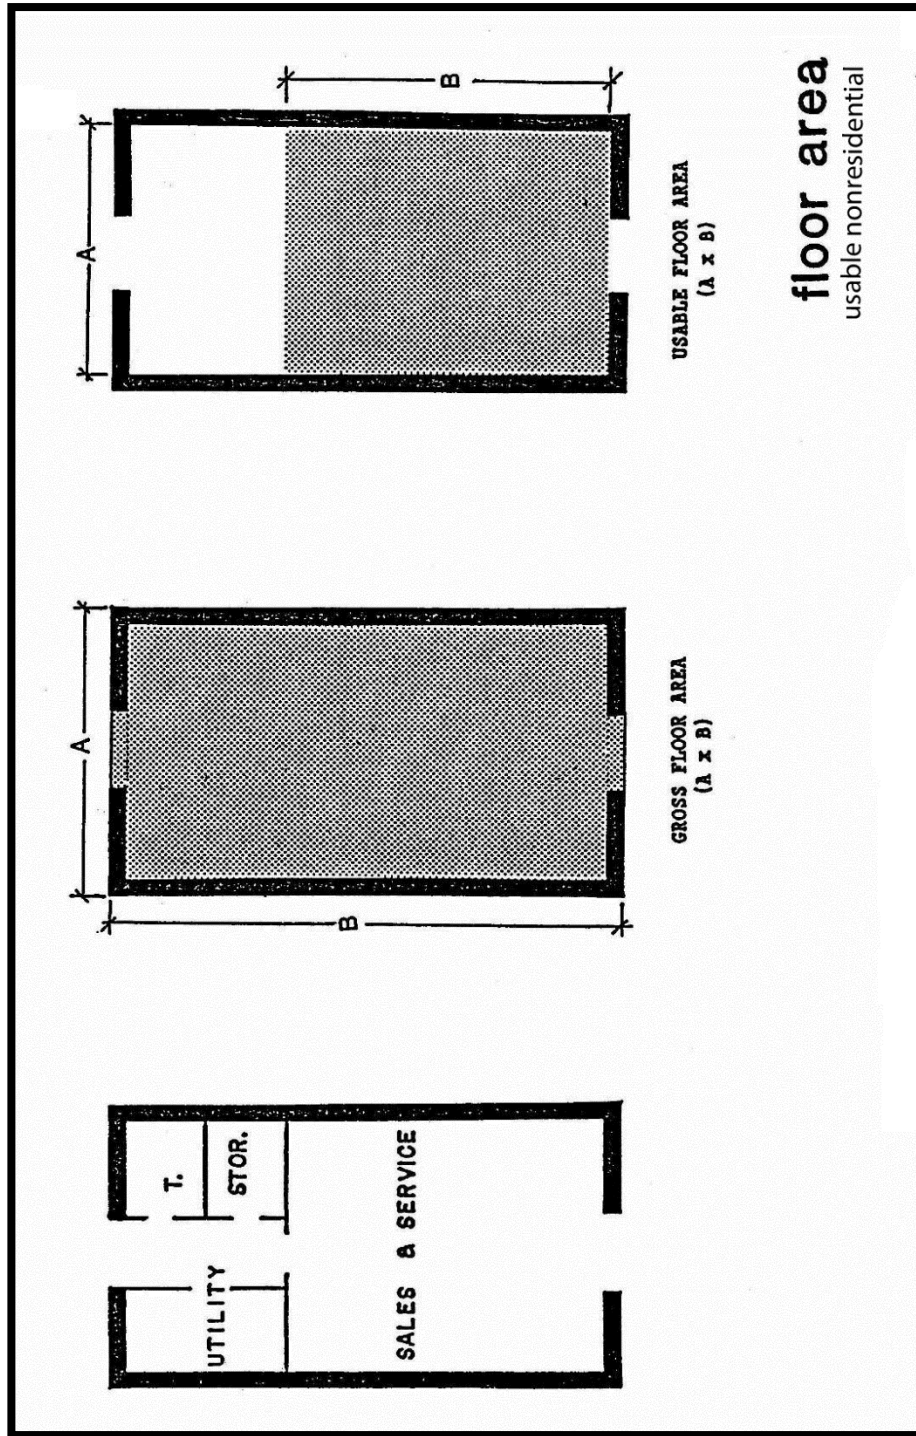 UTILITY
T.
STOR.
SALES & SERVICE
A
B
GROSS FLOOR AREA
(A x B)
A
B
USABLE FLOOR AREA
(A x B)
floor area
usable nonresidential